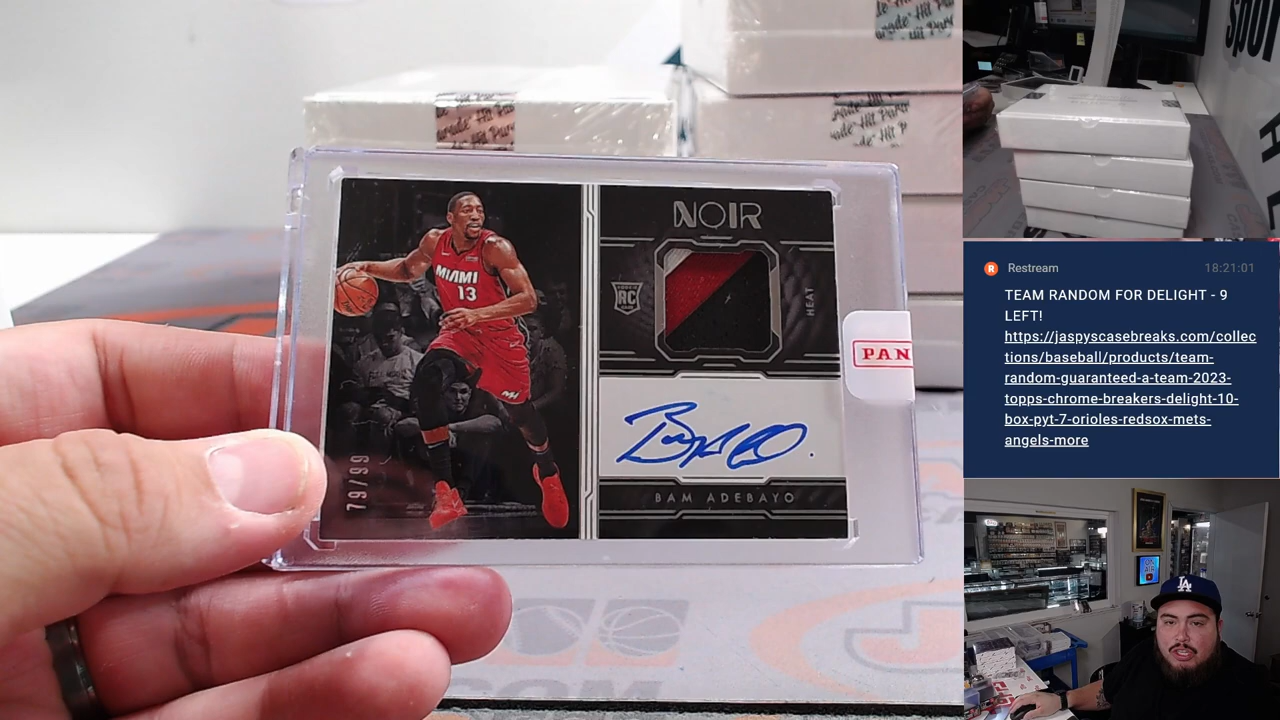 NOIR
RC
HEAT
MIAMI
13
PANI
79/99
BAM ADEBAYO
Restream
18:21:01
TEAM RANDOM FOR DELIGHT - 9
LEFT!
https://jaspyscasebreaks.com/collec
tions/baseball/products/team-
random-guaranteed-a-team-2023-
topps-chrome-breakers-delight-10-
box-pyt-7-orioles-redsox-mets-
angels-more
LA